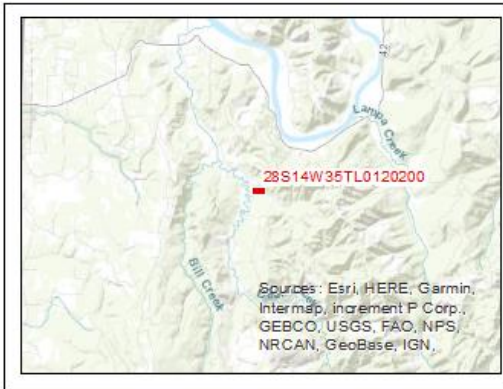 42
Lampa Creek
28S14W35TL0120200
Bill Creek
Sources: Esri, HERE, Garmin,
Intermap, increment P Corp.,
GEBCO, USGS, FAO, NPS,
NRCAN, GeoBase, IGN,